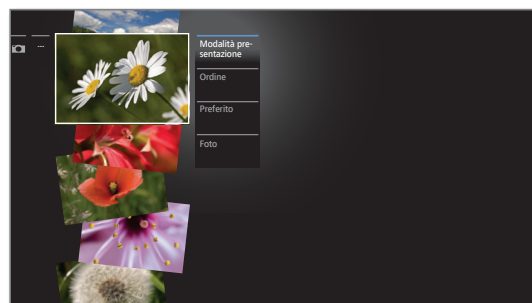 ...
Modalità pre-
sentazione
Ordine
Preferito
Foto